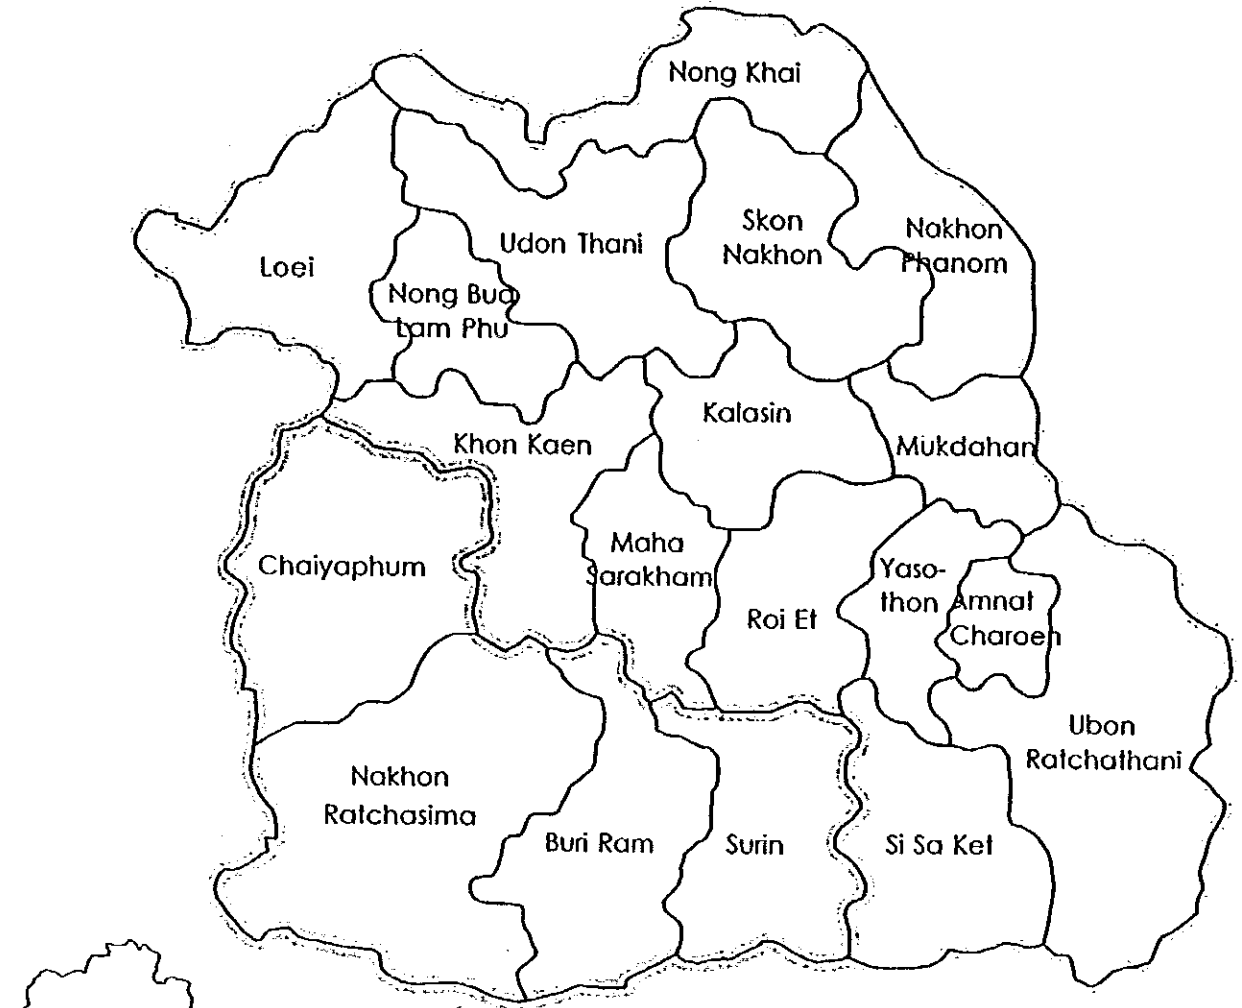 Nong Khai
Skon
Nakhon
Nakhon
Phanom
Udon Thani
Loei
Nong Bua
Lam Phu
Kalasin
Khon Kaen
Mukdahan
Maha
Sarakham
Chaiyaphum
Yaso-
thon
Amnat
Charoen
Roi Et
Ubon
Ratchathani
Nakhon
Ratchasima
Buri Ram
Surin
Si Sa Ket